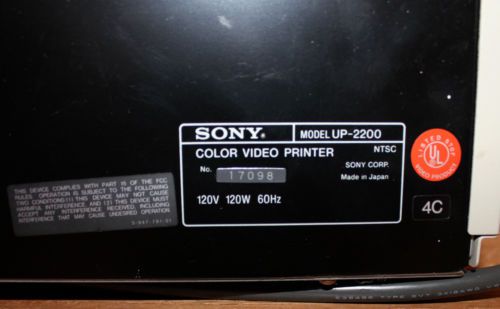 SONY.
MODEL UP-2200
COLOR VIDEO PRINTER
NTSC
No. 17098
SONY CORP.
Made in Japan
120V 120W 60Hz
LISTED
UL
VIDEO PRODUCT
4C
THIS DEVICE COMPLIES WITH PART 15 OF THE FCC
RULES. OPERATION IS SUBJECT TO THE FOLLOWING
TWO CONDITIONS:(1) THIS DEVICE MAY NOT CAUSE
HARMFUL INTERFERENCE, AND (2) THIS DEVICE MUST
ACCEPT ANY INTERFERENCE RECEIVED, INCLUDING
INTERFERENCE THAT MAY CAUSE UNDESIRED OPERATION